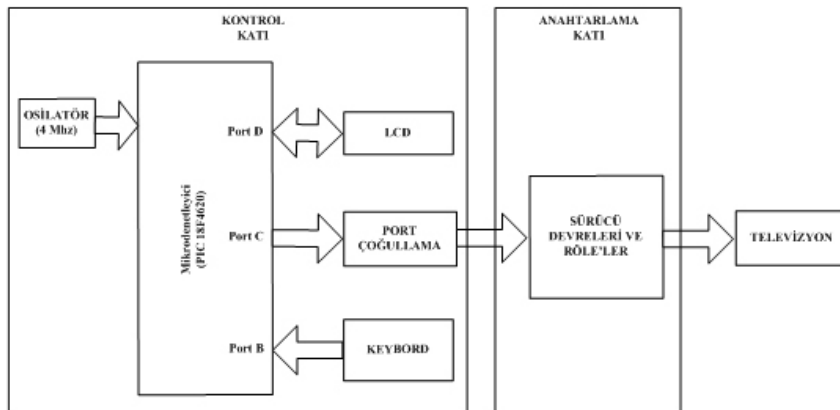 KONTROL
KATI
ANAHTARLAMA
KATI
OSİLATÖR
(4 Mhz)
Mikrodenetleyici
(PIC 18F4620)
Port D
LCD
Port C
PORT
ÇOĞULLAMA
SÜRÜCÜ
DEVRELERİ VE
RÖLE'LER
TELEVİZYON
Port B
KEYBORD